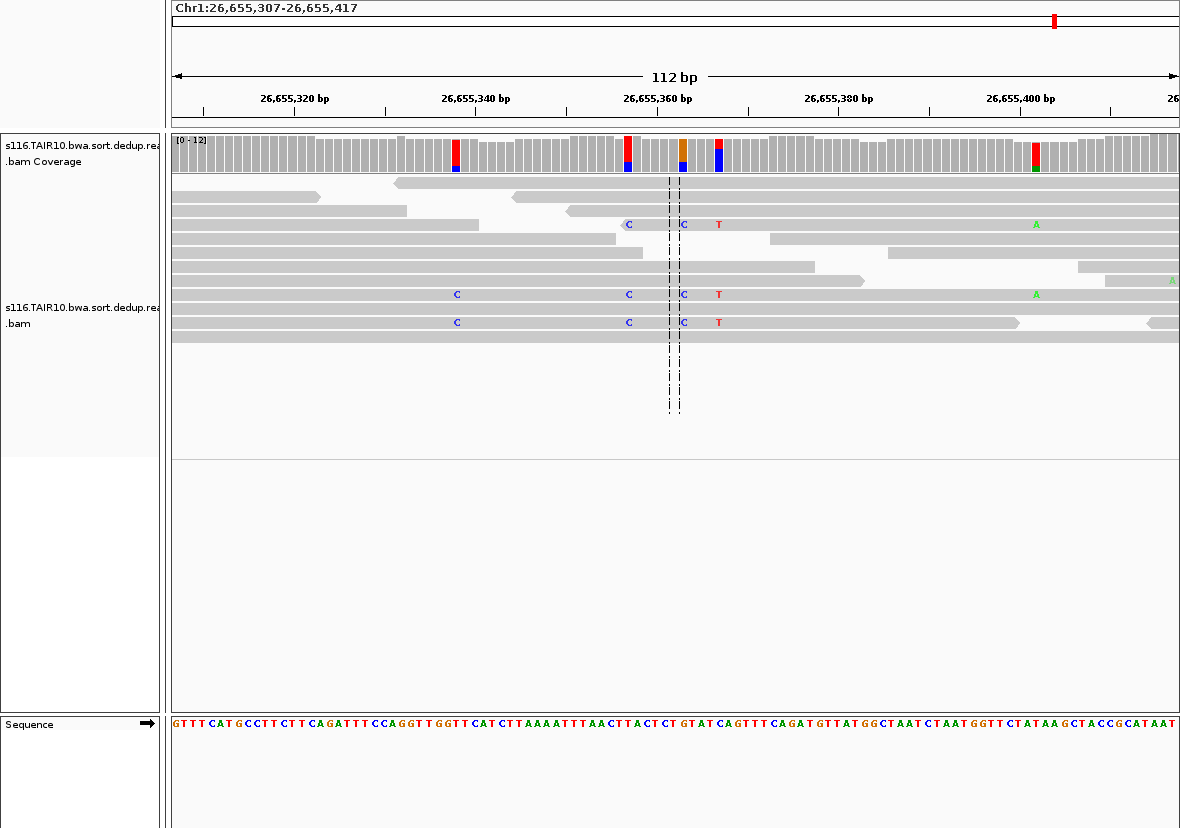 Chr1:26,655,307-26,655,417
112 bp
26,655,320 bp 26,655,340 bp 26,655,360 bp 26,655,380 bp 26,655,400 bp 26
s116.TAIR10.bwa.sort.dedup.rea
.bam Coverage
[0 - 12]
C C T A
A
s116.TAIR10.bwa.sort.dedup.rea
.bam
C C C T A
C C C T
Sequence
GTTTCATGCCTTCTTCAGATTTCCAGGTTGGTTCATCTTAAAATTTAACTTACTCTGTATCAGTTTCAGATGTTATGGCTAATCTAATGGTTCTATAAGCTACCGCATAAT